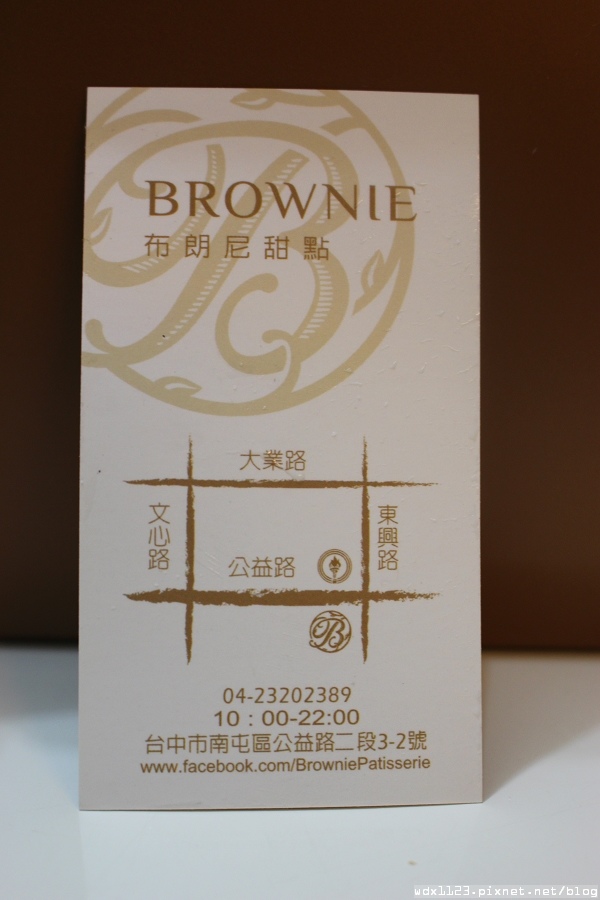 BROWNIE
布朗尼甜點
大業路
文心路
東興路
公益路
B
04-23202389
10：00-22:00
台中市南屯區公益路二段3-2號
www.facebook.com/BrowniePatisserie
wdx1123.pixnet.net/blog